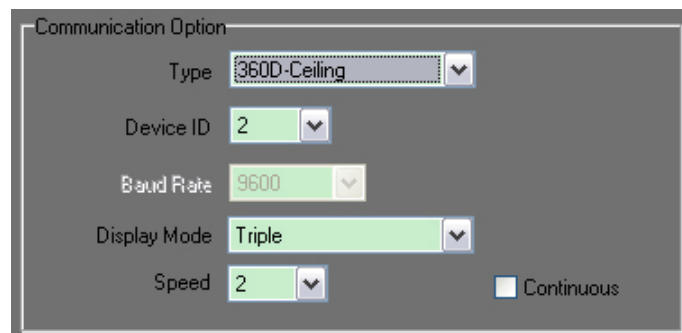 Communication Option
Type 360D-Ceiling
Device ID 2
Baud Rate 9600
Display Mode Triple
Speed 2 Continuous